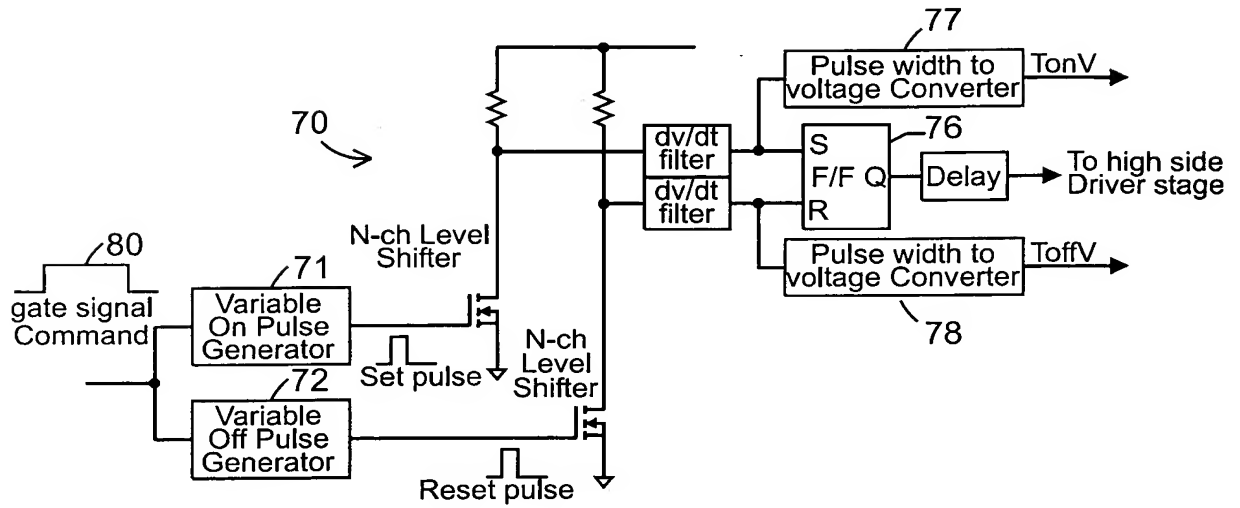 77
Pulse width to
voltage Converter
TonV
70
dv/dt
filter
dv/dt
filter
76
S
F/F Q
R
Delay
To high side
Driver stage
N-ch Level
Shifter
80
gate signal
Command
71
Variable
On Pulse
Generator
Set pulse
N-ch
Level
Shifter
Pulse width to
voltage Converter
ToffV
78
72
Variable
Off Pulse
Generator
Reset pulse